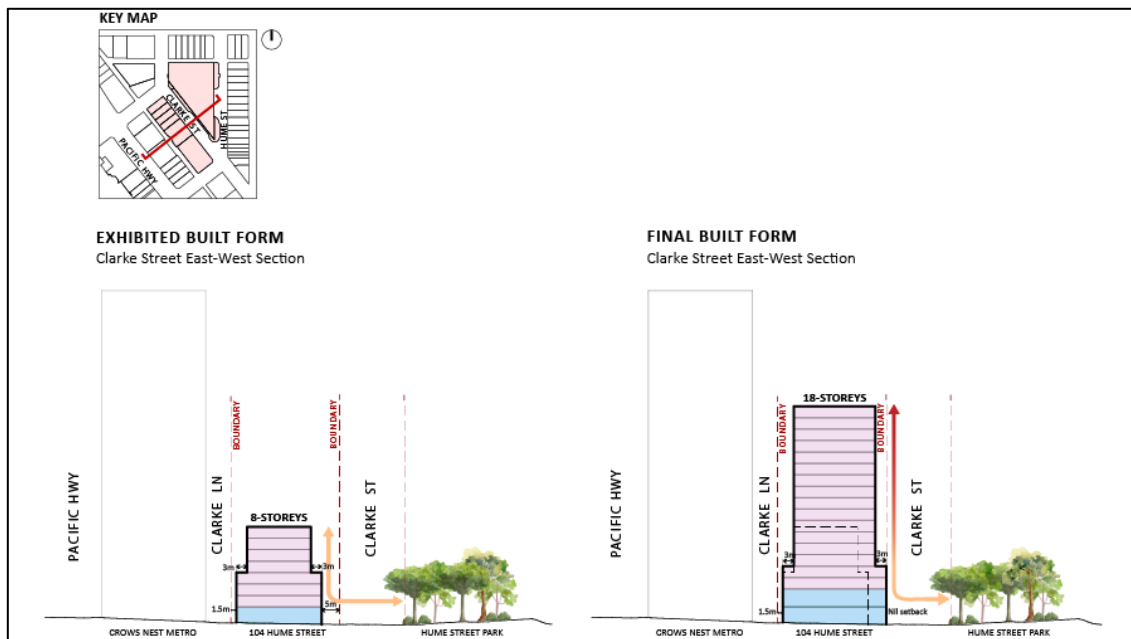 KEY MAP
CLARKE ST
HUME ST
PACIFIC HWY
EXHIBITED BUILT FORM
Clarke Street East-West Section
PACIFIC HWY
CLARKE LN
BOUNDARY
8-STOREYS
BOUNDARY
CLARKE ST
3m
3m
1.5m
5m
CROWS NEST METRO
104 HUME STREET
HUME STREET PARK
FINAL BUILT FORM
Clarke Street East-West Section
PACIFIC HWY
CLARKE LN
BOUNDARY
18-STOREYS
BOUNDARY
CLARKE ST
3m
3m
1.5m
Nil setback
CROWS NEST METRO
104 HUME STREET
HUME STREET PARK